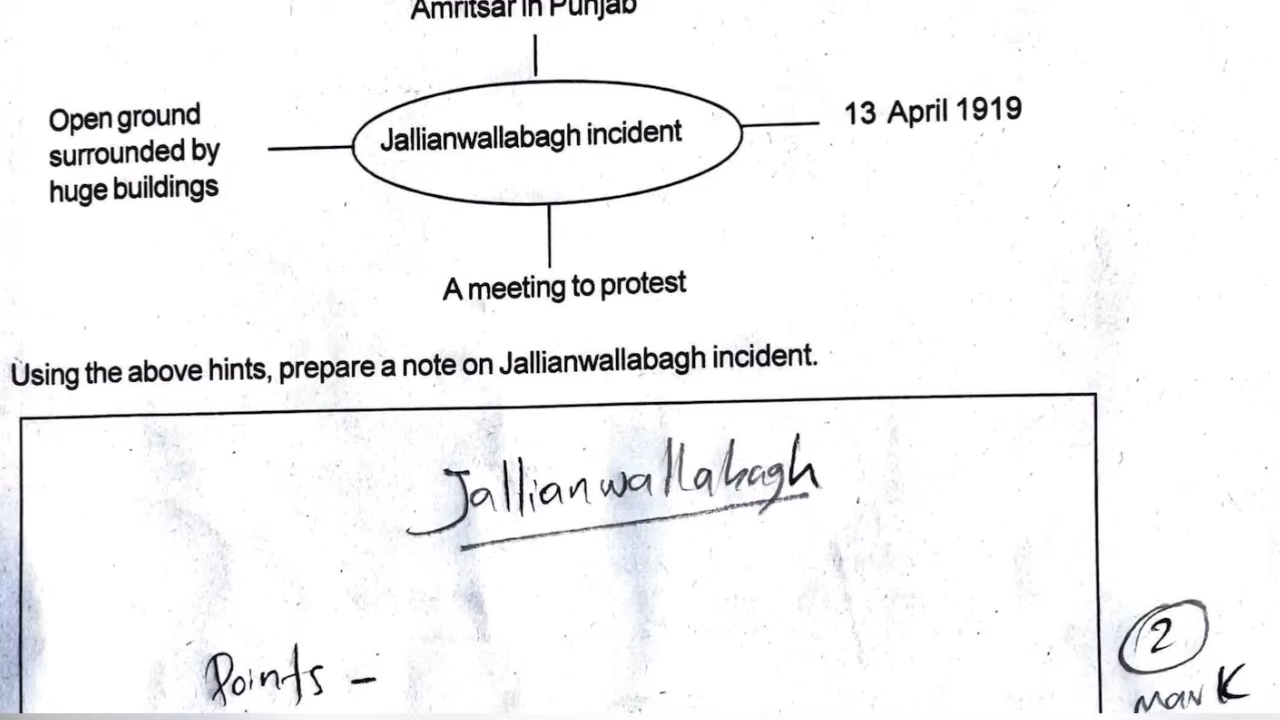 Amritsar in Punjab
Open ground
surrounded by
huge buildings
Jallianwallabagh incident
13 April 1919
A meeting to protest
Using the above hints, prepare a note on Jallianwallabagh incident.
Jallianwallabagh
Points -
2
mark